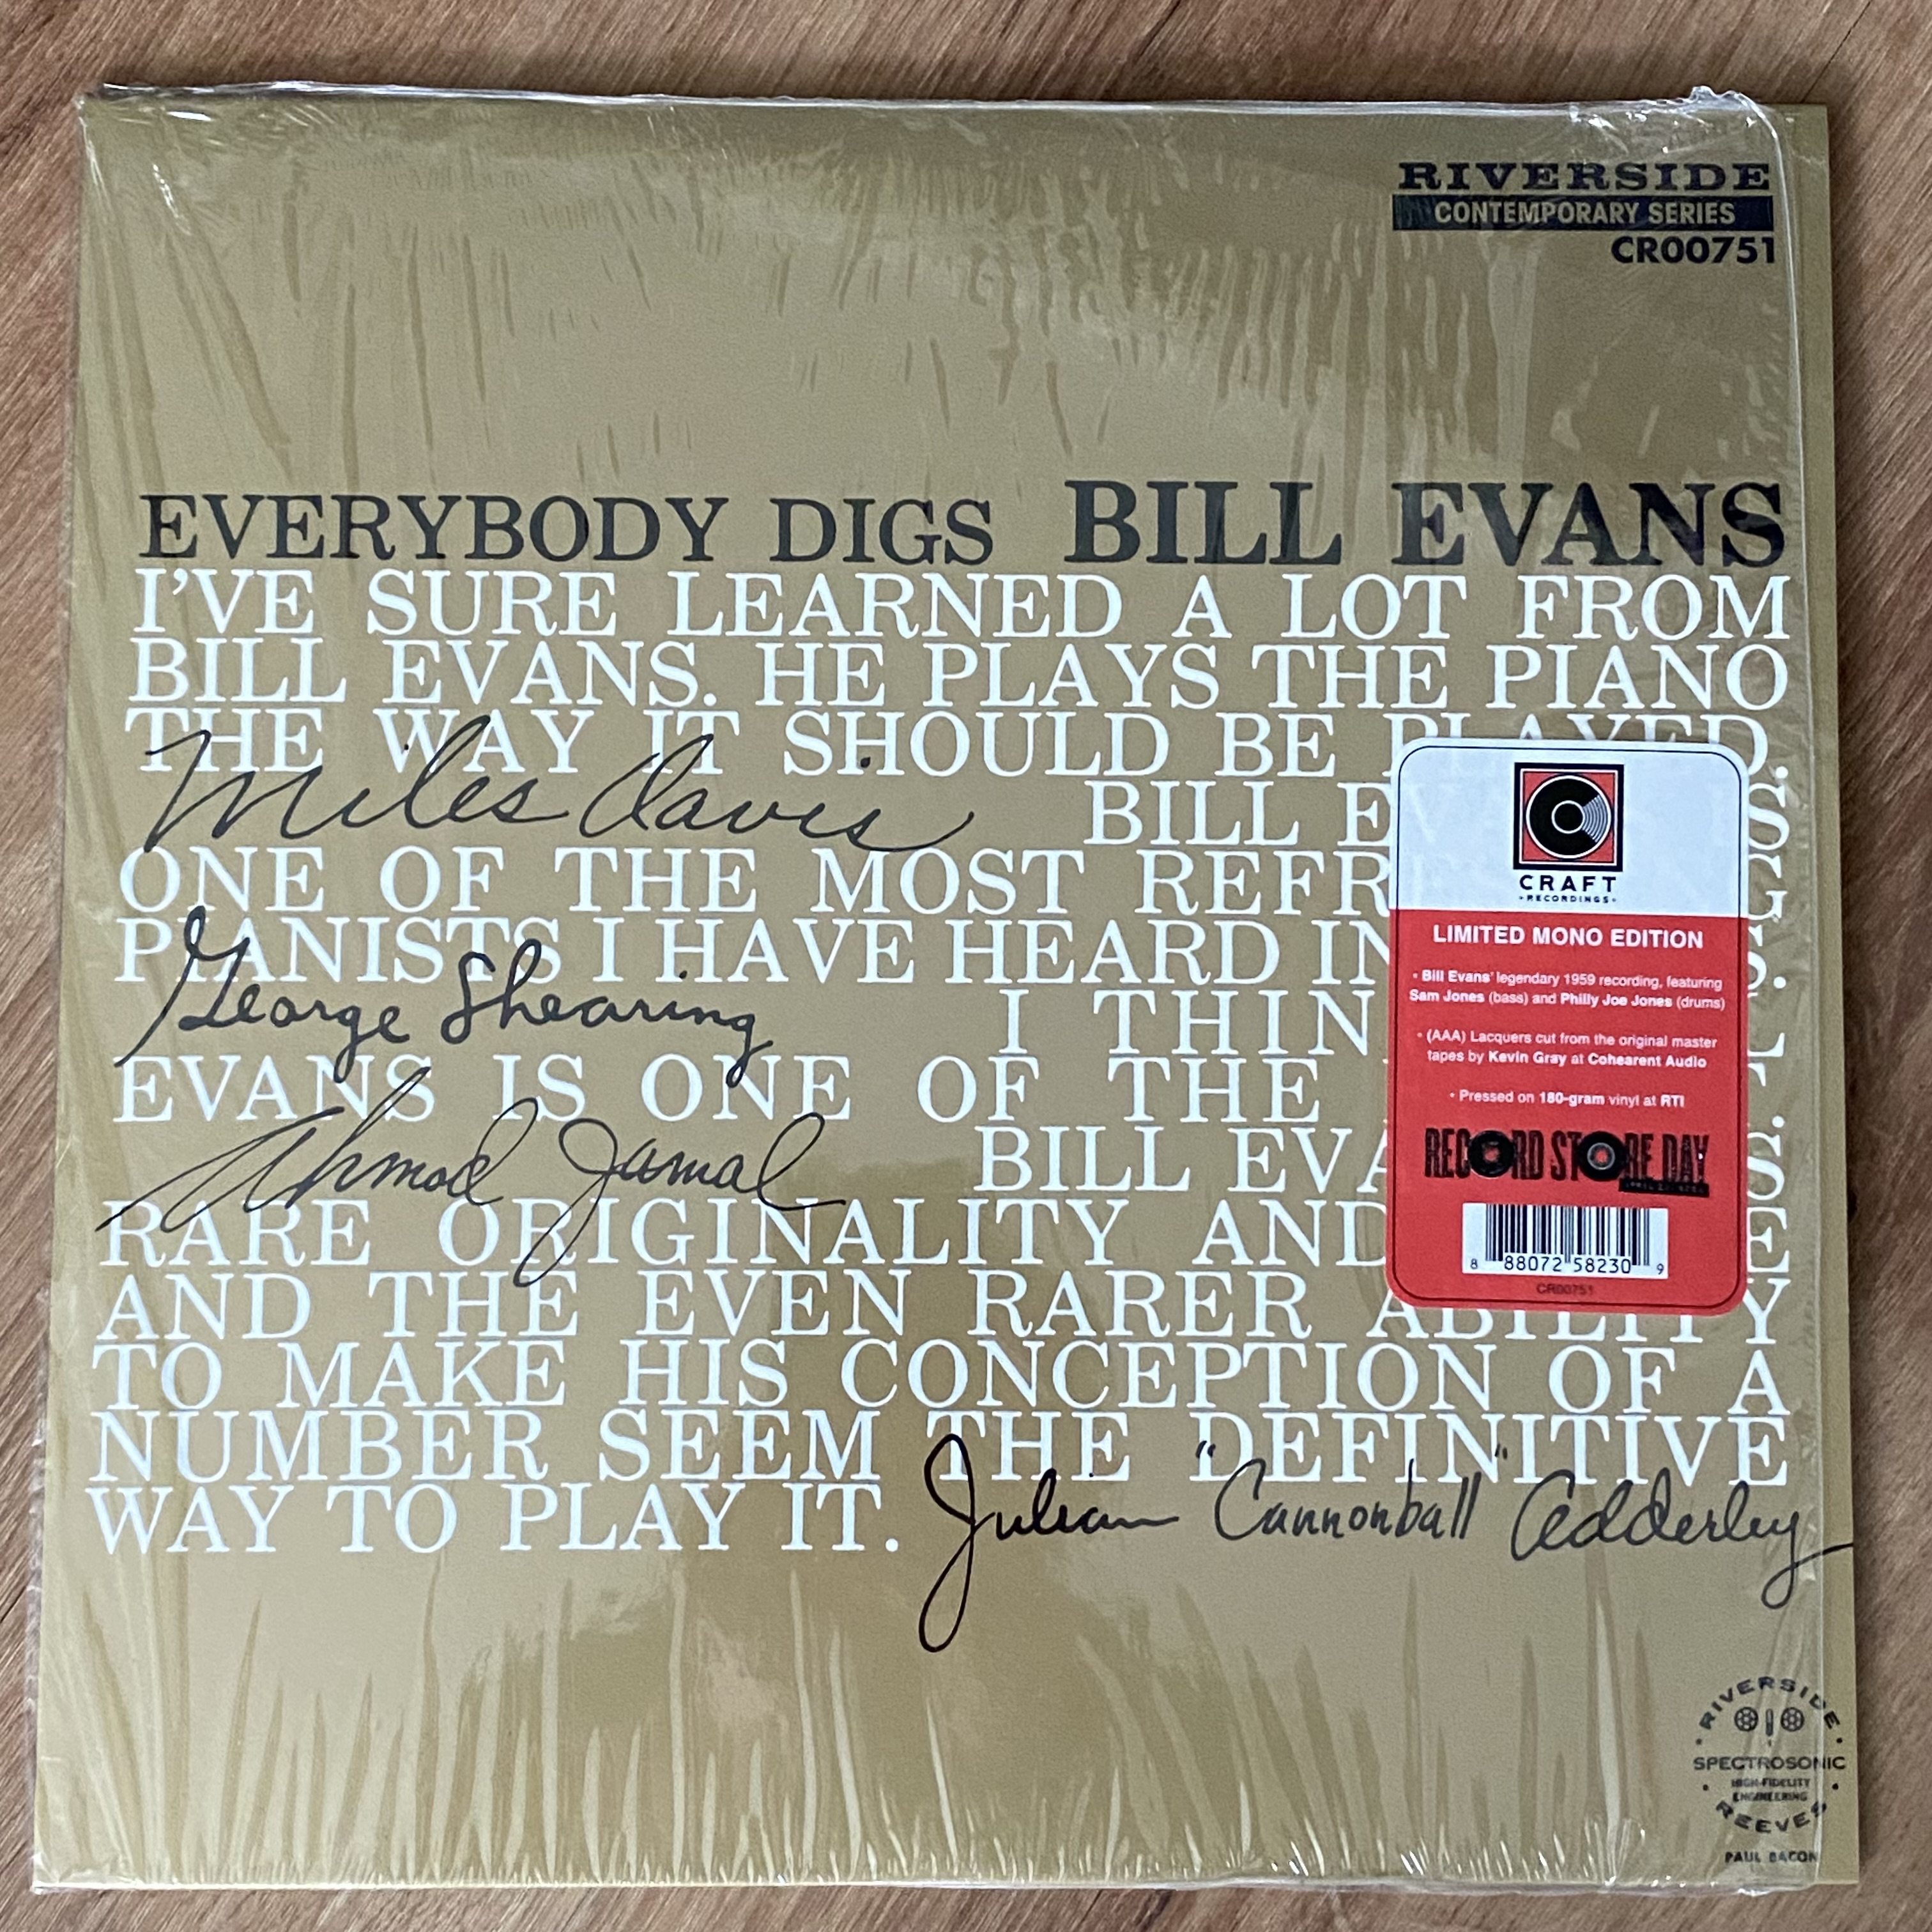 RIVERSIDE
CONTEMPORARY SERIES
CR00751
EVERYBODY DIGS BILL EVANS
I'VE SURE LEARNED A LOT FROM
BILL EVANS. HE PLAYS THE PIANO
THE WAY IT SHOULD BE PLAYED.
Miles Davis BILL S
ONE OF THE MOST REFR G
PIANISTS I HAVE HEARD IN S.
George Shearing I THIN L
EVANS IS ONE OF THE T.
Ahmad Jamal BILL EVA S
RARE ORIGINALITY AND E
AND THE EVEN RARER ABILITY
TO MAKE HIS CONCEPTION OF A
NUMBER SEEM THE DEFINITIVE
WAY TO PLAY IT. Julian "Cannonball" Adderley
C
CRAFT
•RECORDINGS•
LIMITED MONO EDITION
• Bill Evans' legendary 1959 recording, featuring
Sam Jones (bass) and Philly Joe Jones (drums)
• (AAA) Lacquers cut from the original master
tapes by Kevin Gray at Cohearent Audio
• Pressed on 180-gram vinyl at RTI
RECORD STORE DAY
8 88072 58230 9
CR00751
RIVERSIDE
SPECTROSONIC
HIGH-FIDELITY
ENGINEERING
REEVES
PAUL BACON